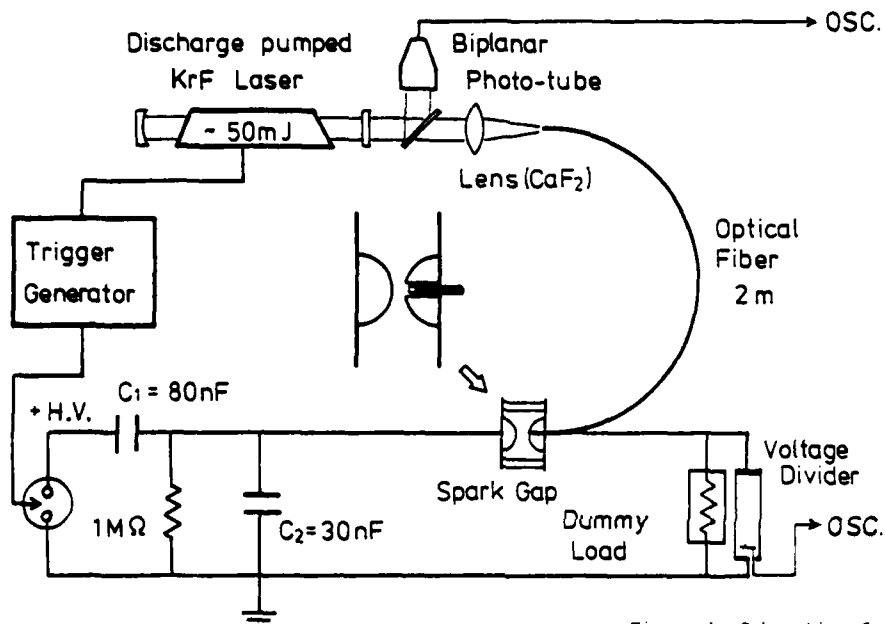 OSC.
Discharge pumped
KrF Laser
Biplanar
Photo-tube
~ 50mJ
Lens(CaF₂)
Trigger
Generator
Optical
Fiber
2 m
C₁ = 80nF
+ H.V.
1MΩ
C₂=30nF
Spark Gap
Dummy
Load
Voltage
Divider
OSC.